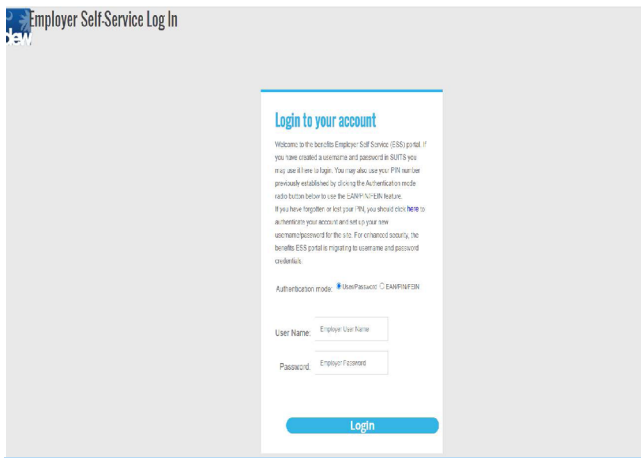 Employer Self-Service Log In
dew
Login to your account
Welcome to the benefits Employer Self Service (ESS) portal. If
you have created a username and password in SUITS you
may use it here to login. You may also use your PIN number
previously established by clicking the Authentication mode
radio button below to use the EAN/PIN/FEIN feature.
If you have forgotten or lost your PIN, you should click here to
authenticate your account and set up your new
username/password for the site. For enhanced security, the
benefits ESS portal is migrating to username and password
credentials.
Authentication mode: User/Password EAN/PIN/FEIN
User Name: Employer User Name
Password: Employer Password
Login